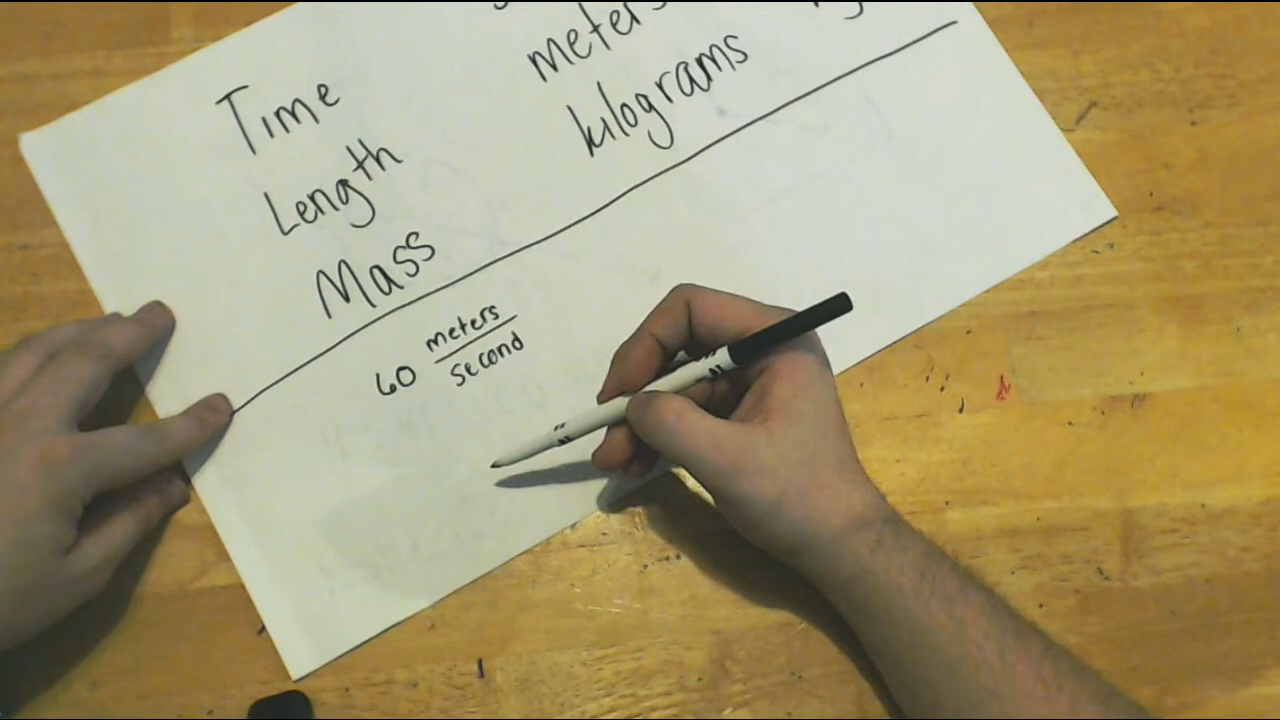 Time
Length meters
Mass kilograms
60 meters
second